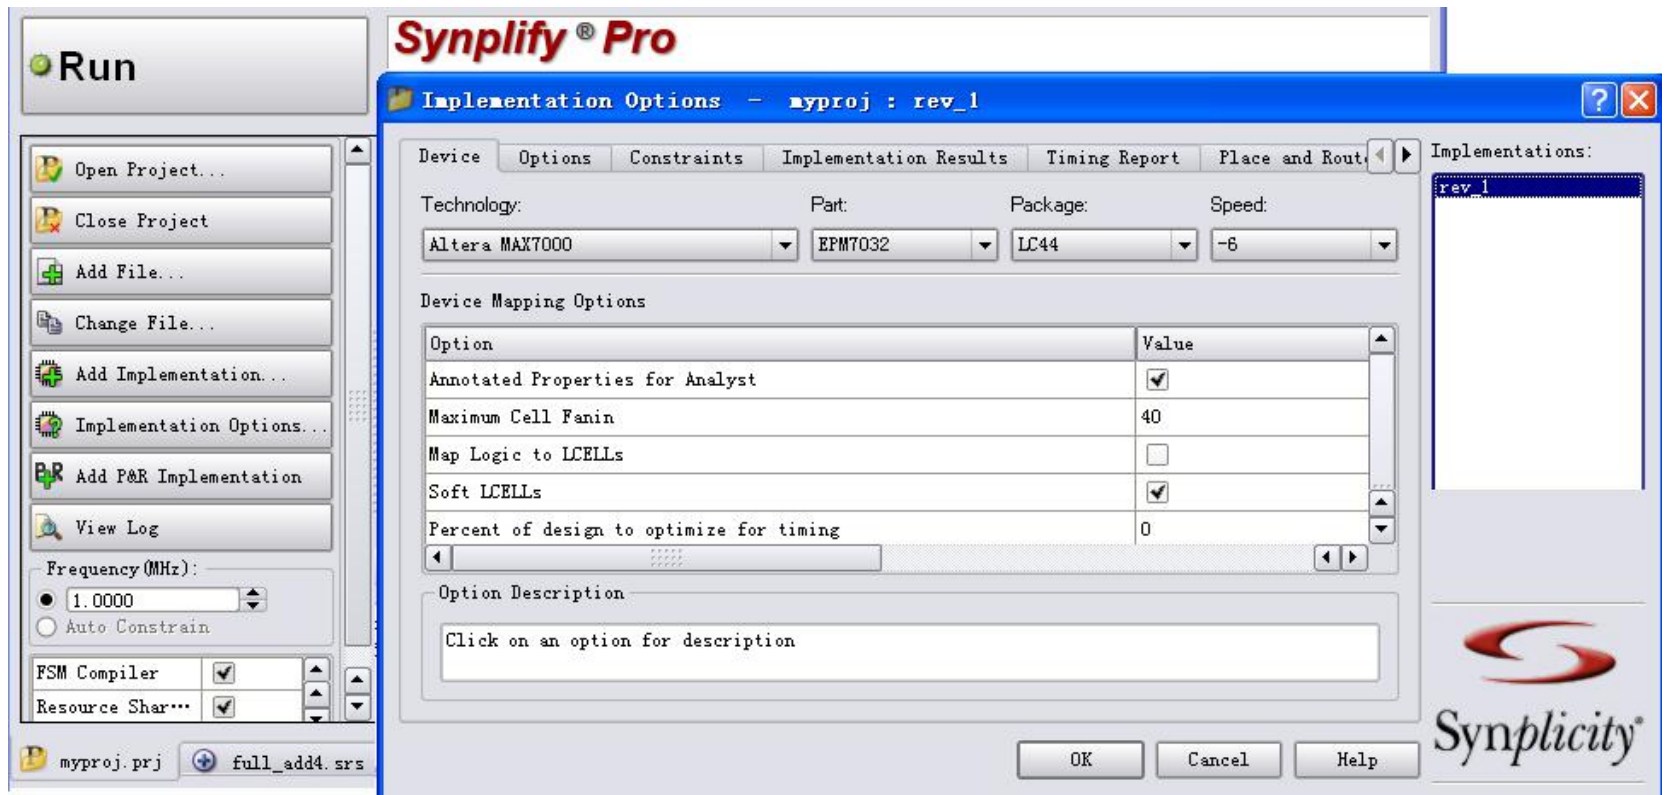 Run
Synplify ® Pro
Implementation Options - myproj : rev_1
Open Project...
Close Project
Add File...
Change File...
Add Implementation...
Implementation Options...
Add P&R Implementation
View Log
Frequency(MHz):
1.0000
Auto Constrain
FSM Compiler
Resource Shar...
myproj.prj
full_add4.srs
Device
Options
Constraints
Implementation Results
Timing Report
Place and Rout
Technology:
Part:
Package:
Speed:
Altera MAX7000
EPM7032
LC44
-6
Device Mapping Options
Option
Value
Annotated Properties for Analyst
Maximum Cell Fanin
40
Map Logic to LCELLs
Soft LCELLs
Percent of design to optimize for timing
0
Option Description
Click on an option for description
OK
Cancel
Help
Implementations:
rev_1
Synplicity®